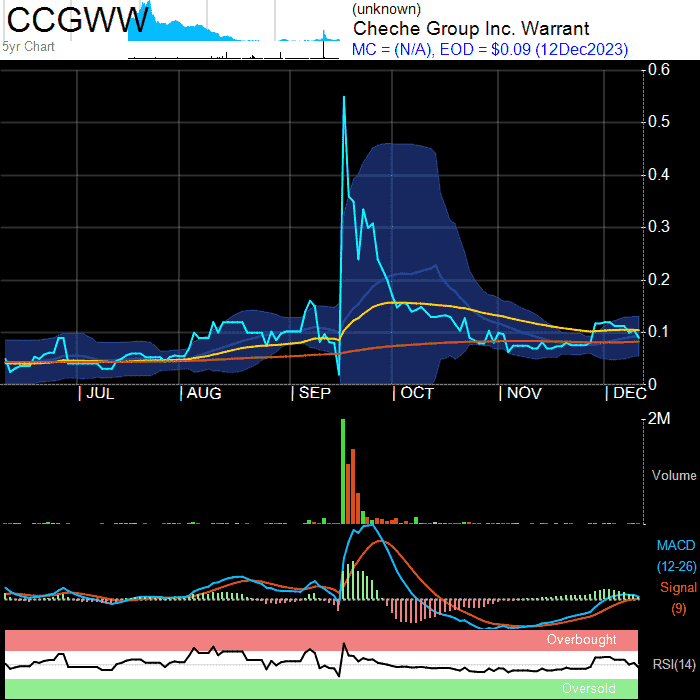 CCGWW
5yr Chart
(unknown)
Cheche Group Inc. Warrant
MC = (N/A), EOD = $0.09 (12Dec2023)
0.6
0.5
0.4
0.3
0.2
0.1
0
JUL
AUG
SEP
OCT
NOV
DEC
2M
Volume
MACD
(12-26)
Signal
(9)
Overbought
RSI(14)
Oversold